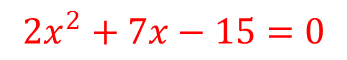 2x² + 7x − 15 = 0